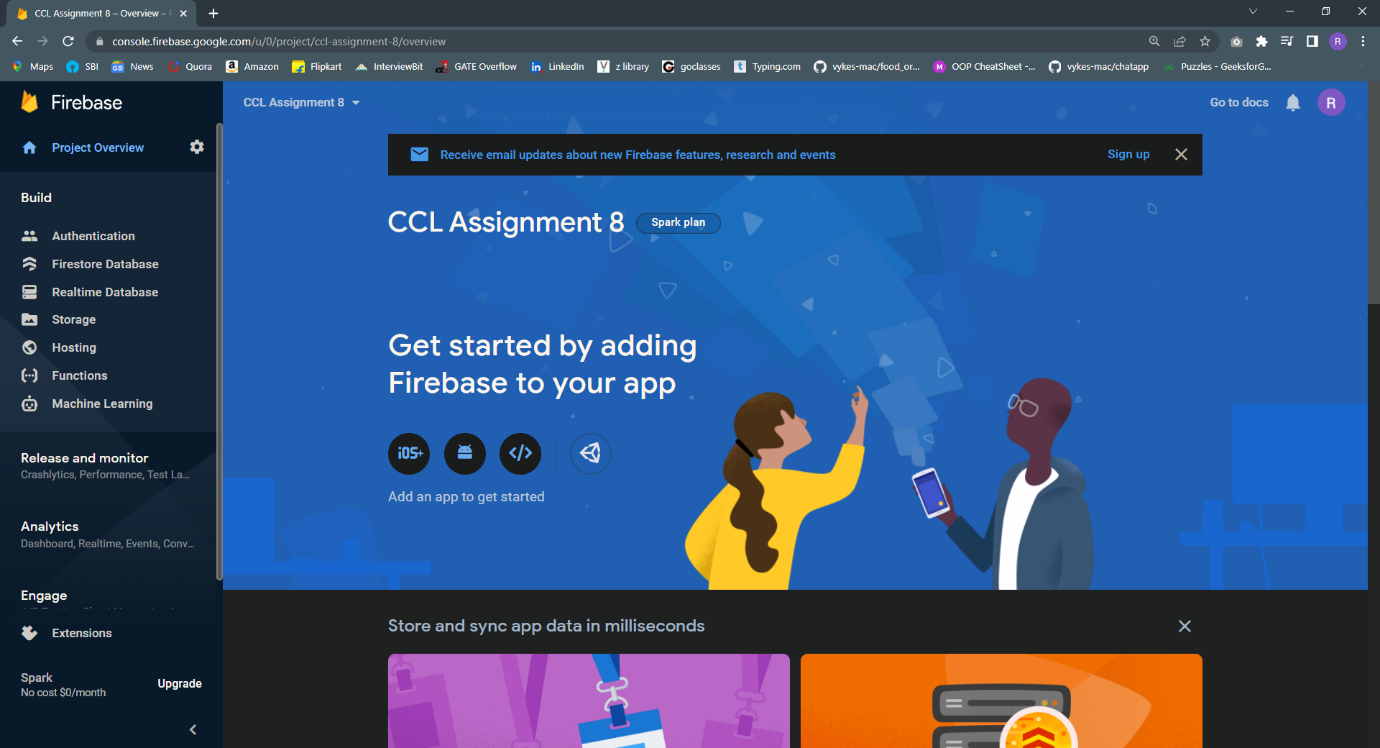 CCL Assignment 8 – Overview –
console.firebase.google.com/u/0/project/ccl-assignment-8/overview
R
Maps
SBI
News
Quora
Amazon
Flipkart
InterviewBit
GATE Overflow
LinkedIn
z library
goclasses
Typing.com
vykes-mac/food_or...
OOP CheatSheet -...
vykes-mac/chatapp
Puzzles - GeeksforG...
Firebase
CCL Assignment 8
Go to docs
R
Project Overview
Receive email updates about new Firebase features, research and events
Sign up
Build
CCL Assignment 8
Spark plan
Authentication
Firestore Database
Realtime Database
Storage
Hosting
Functions
Machine Learning
Get started by adding
Firebase to your app
iOS+
Add an app to get started
Release and monitor
Crashlytics, Performance, Test La...
Analytics
Dashboard, Realtime, Events, Conv...
Engage
Extensions
Store and sync app data in milliseconds
Spark
No cost $0/month
Upgrade